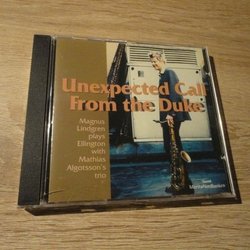 Unexpected Call
From the Duke
Magnus
Lindgren
plays
Ellington
with
Mathias
Algotsson's
trio